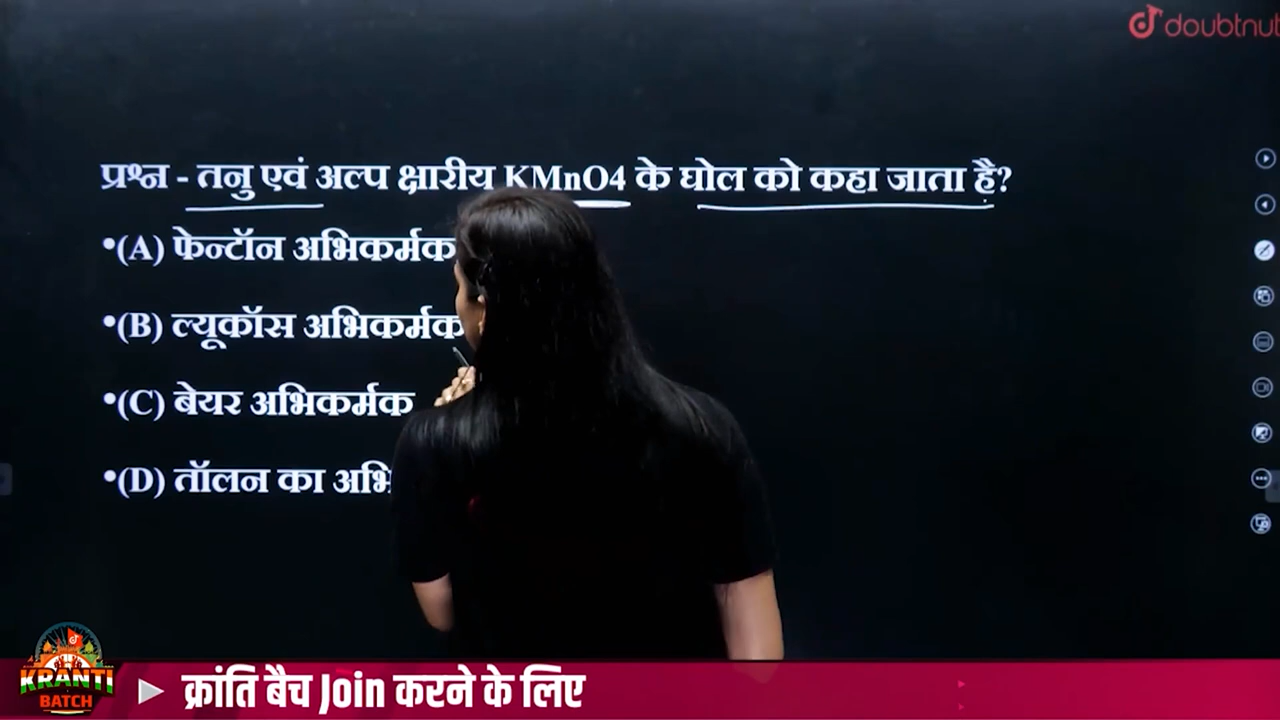 doubtnut
प्रश्न - तनु एवं अल्प क्षारीय KMnO4 के घोल को कहा जाता है?
•(A) फेन्टॉन अभिकर्मक
•(B) ल्यूकॉस अभिकर्मक
•(C) बेयर अभिकर्मक
•(D) तॉलन का
KRANTI
BATCH
क्रांति बैच Join करने के लिए